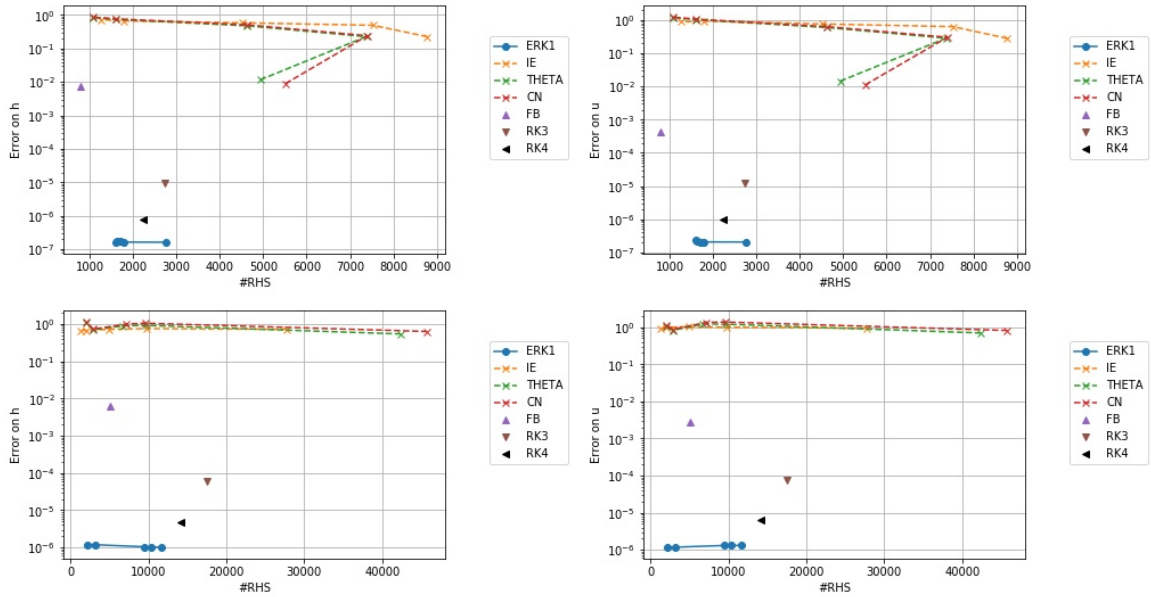 Error on h
10⁰
10⁻¹
10⁻²
10⁻³
10⁻⁴
10⁻⁵
10⁻⁶
10⁻⁷
1000 2000 3000 4000 5000 6000 7000 8000 9000
#RHS
ERK1
IE
THETA
CN
FB
RK3
RK4
Error on u
10⁰
10⁻¹
10⁻²
10⁻³
10⁻⁴
10⁻⁵
10⁻⁶
10⁻⁷
1000 2000 3000 4000 5000 6000 7000 8000 9000
#RHS
ERK1
IE
THETA
CN
FB
RK3
RK4
Error on h
10⁰
10⁻¹
10⁻²
10⁻³
10⁻⁴
10⁻⁵
10⁻⁶
0 10000 20000 30000 40000
#RHS
ERK1
IE
THETA
CN
FB
RK3
RK4
Error on u
10⁰
10⁻¹
10⁻²
10⁻³
10⁻⁴
10⁻⁵
10⁻⁶
0 10000 20000 30000 40000
#RHS
ERK1
IE
THETA
CN
FB
RK3
RK4